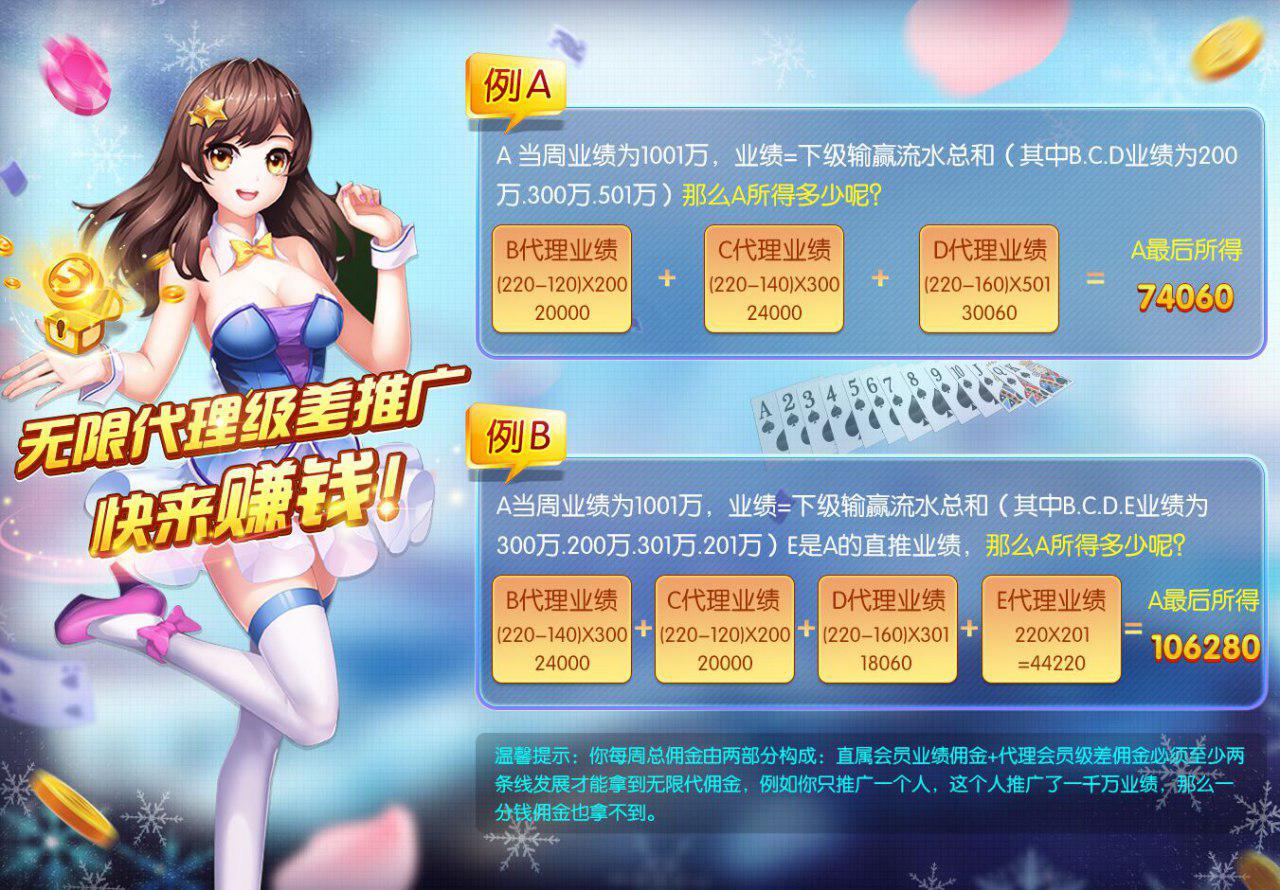 无限代理级差推广
快来赚钱!
例A
A 当周业绩为1001万，业绩=下级输赢流水总和（其中B.C.D业绩为200
万.300万.501万）那么A所得多少呢？
B代理业绩
(220-120)X200
20000
+
C代理业绩
(220-140)X300
24000
+
D代理业绩
(220-160)X501
30060
=
A最后所得
74060
A 2 3 4 5 6 7 8 9 10 J Q K
例B
A当周业绩为1001万，业绩=下级输赢流水总和（其中B.C.D.E业绩为
300万.200万.301万.201万）E是A的直推业绩，那么A所得多少呢？
B代理业绩
(220-140)X300
24000
+
C代理业绩
(220-120)X200
20000
+
D代理业绩
(220-160)X301
18060
+
E代理业绩
220X201
=44220
=
A最后所得
106280
温馨提示：你每周总佣金由两部分构成：直属会员业绩佣金+代理会员级差佣金必须至少两
条线发展才能拿到无限代佣金，例如你只推广一个人，这个人推广了一千万业绩，那么一
分钱佣金也拿不到。